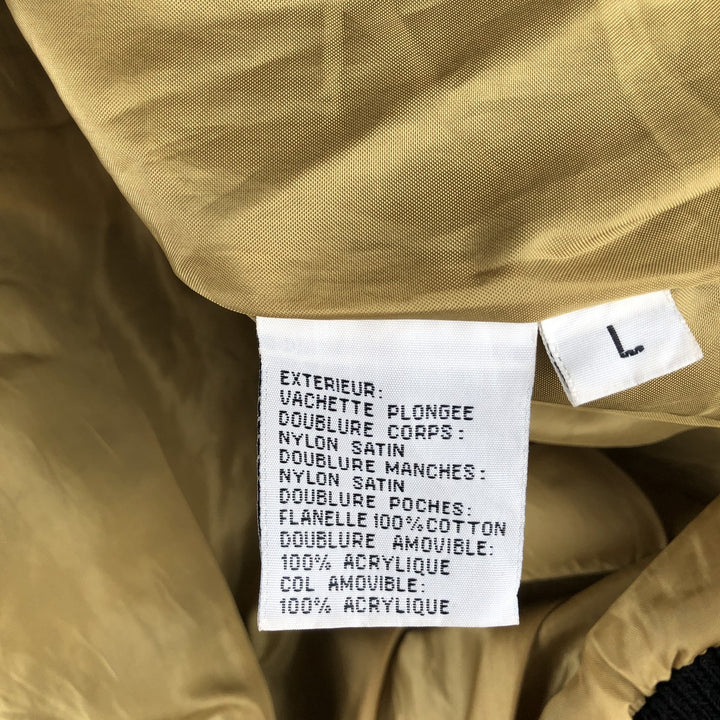 EXTERIEUR:
VACHETTE PLONGEE
DOUBLURE CORPS:
NYLON SATIN
DOUBLURE MANCHES:
NYLON SATIN
DOUBLURE POCHES:
FLANELLE 100% COTTON
DOUBLURE AMOVIBLE:
100% ACRYLIQUE
COL AMOVIBLE:
100% ACRYLIQUE
L